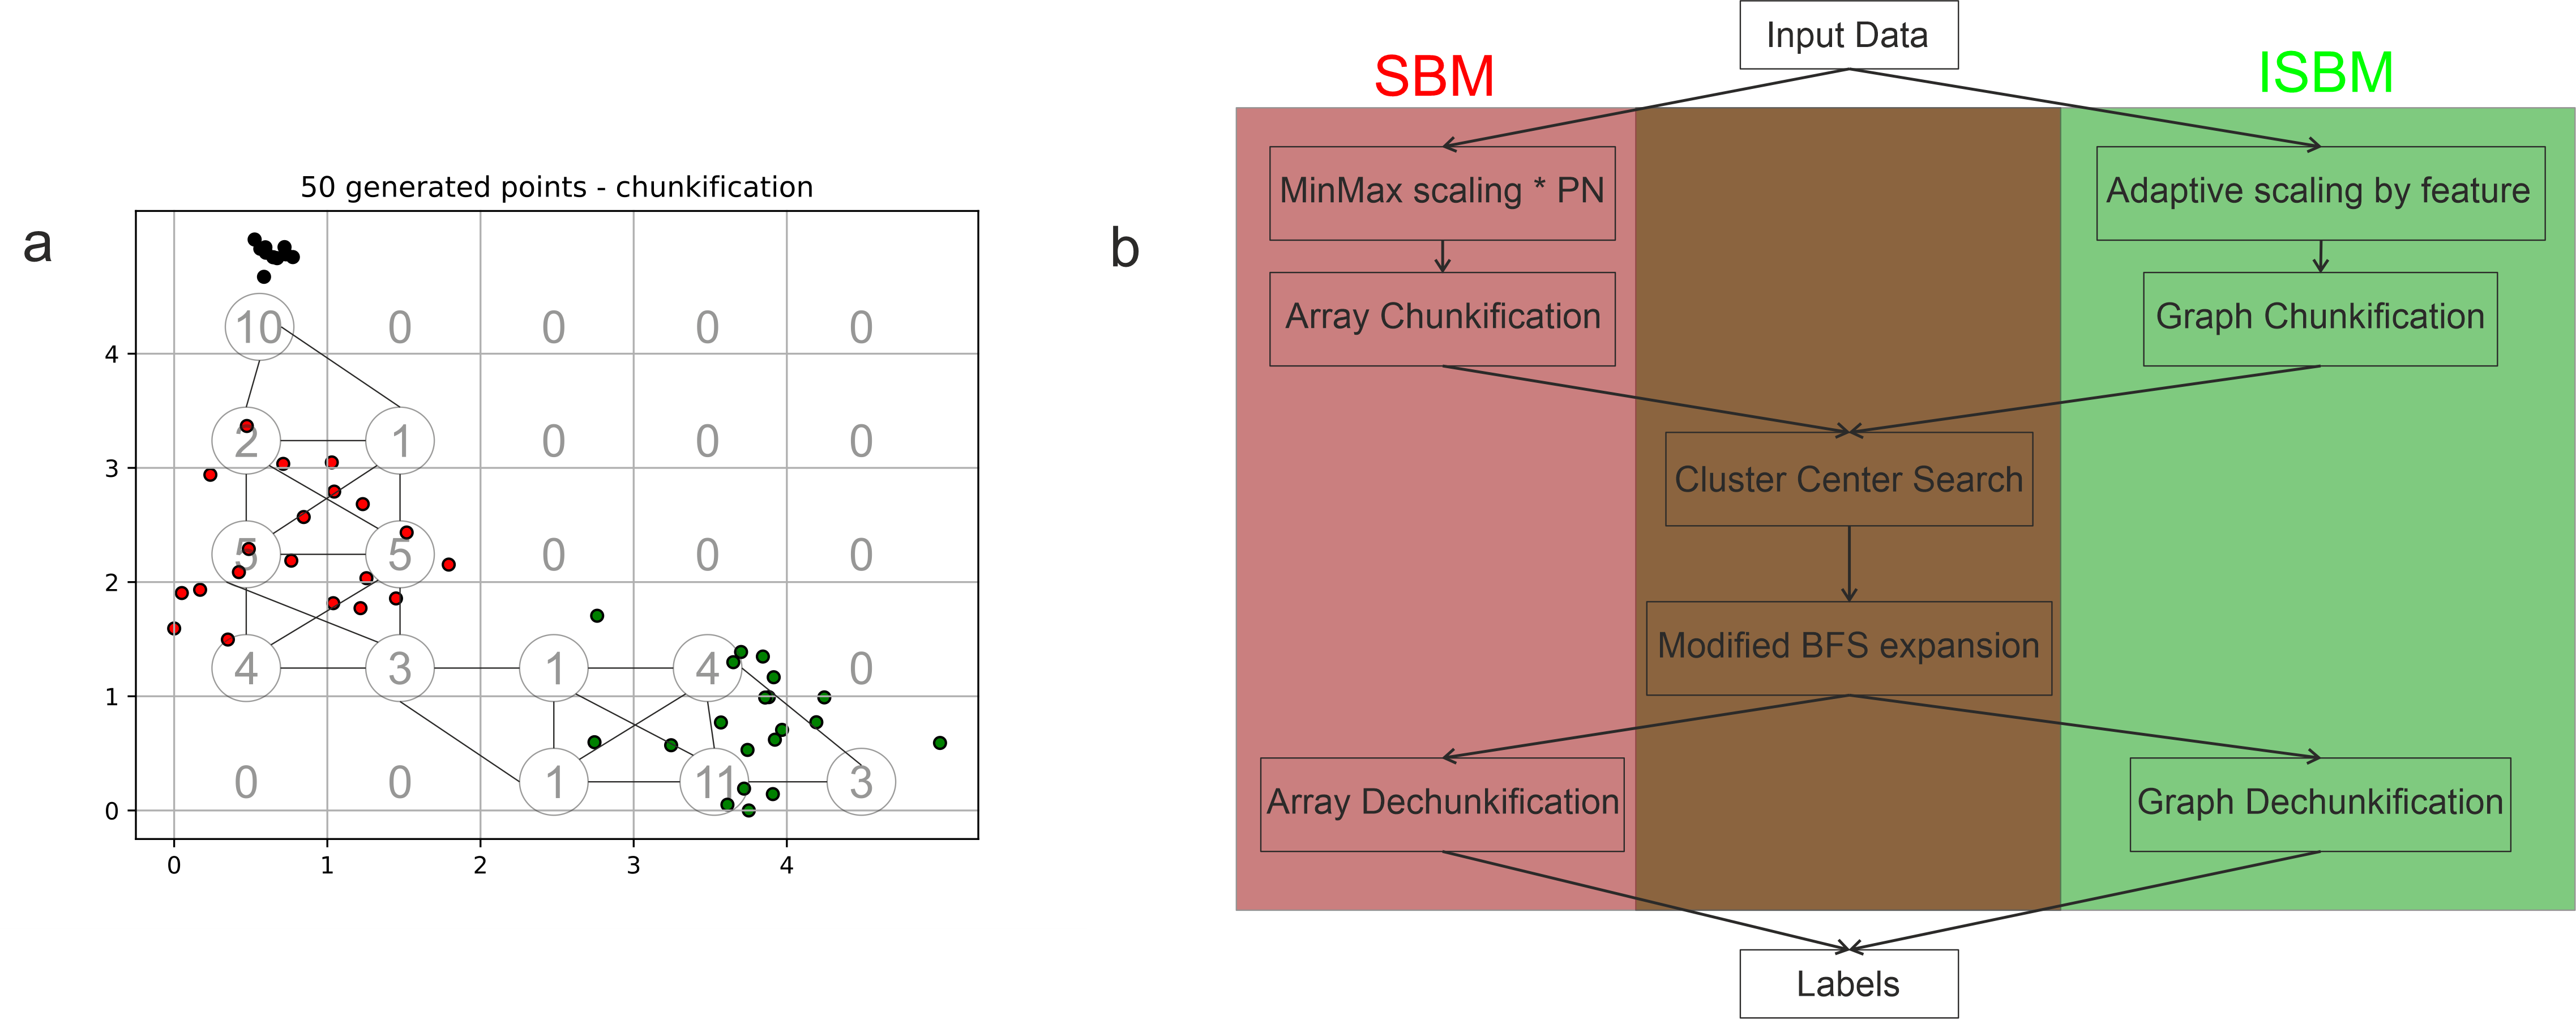 a
50 generated points - chunkification
10 0 0 0 0
4
2 1 0 0 0
3
5 5 0 0 0
2
4 3 1 4 0
1
0 0 1 11 3
0
0 1 2 3 4
b
Input Data
SBM
ISBM
MinMax scaling * PN
Adaptive scaling by feature
Array Chunkification
Graph Chunkification
Cluster Center Search
Modified BFS expansion
Array Dechunkification
Graph Dechunkification
Labels